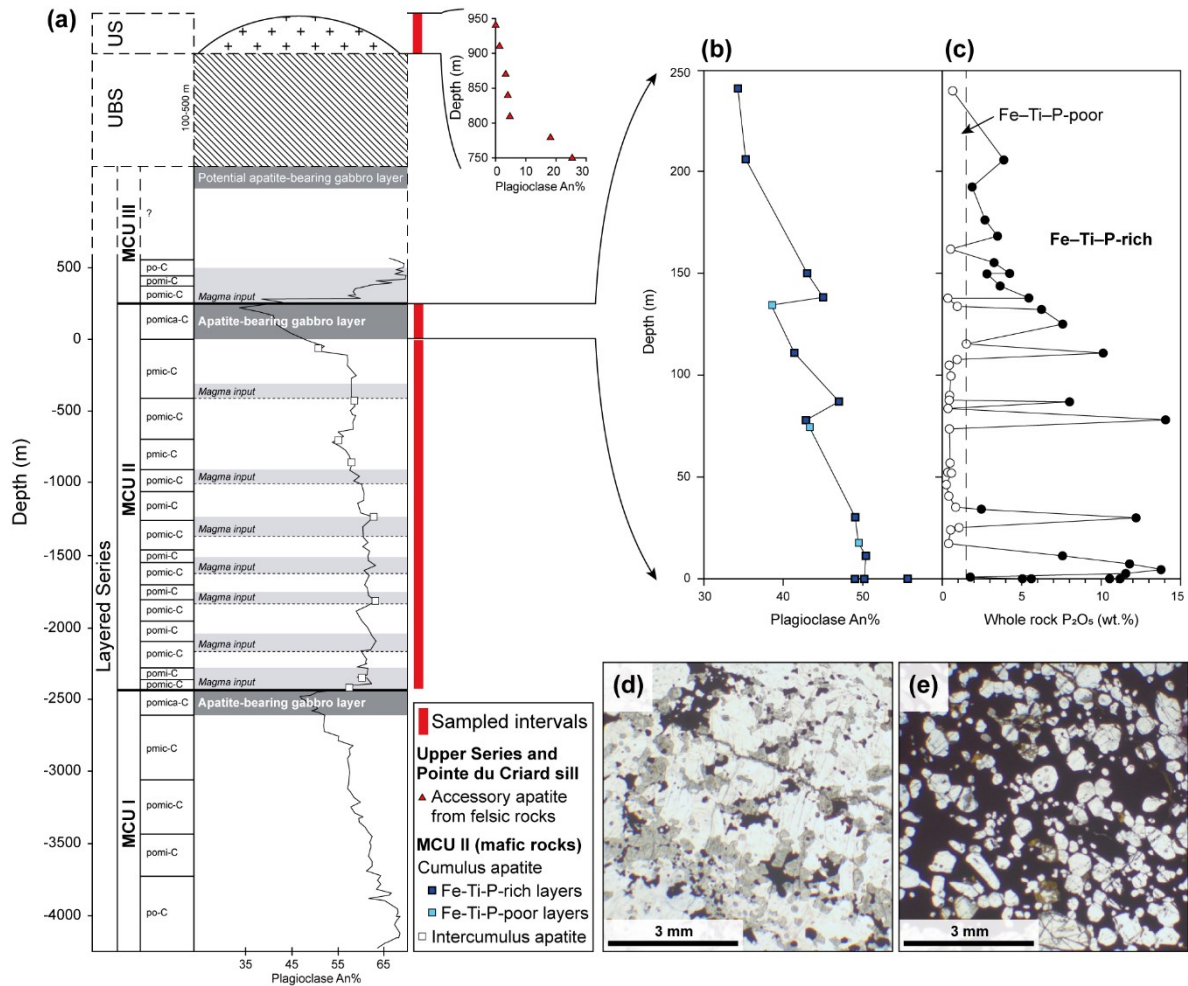 (a)
US
UBS
100-500 m
Layered Series
MCU III
MCU II
MCU I
Depth (m)
500
0
-500
-1000
-1500
-2000
-2500
-3000
-3500
-4000
?
po-C
pomi-C
pomic-C
pomica-C
pmic-C
pomic-C
pmic-C
pomic-C
pomi-C
pomic-C
pomi-C
pomic-C
pomi-C
pomic-C
pomi-C
pomic-C
pomi-C
pomic-C
pomica-C
pmic-C
pomic-C
pomi-C
po-C
Potential apatite-bearing gabbro layer
Magma input
Apatite-bearing gabbro layer
Magma input
Magma input
Magma input
Magma input
Magma input
Magma input
Magma input
Apatite-bearing gabbro layer
35
45
55
65
Plagioclase An%
950
900
850
800
750
Depth (m)
0
10
20
30
Plagioclase An%
Sampled intervals
Upper Series and
Pointe du Criard sill
Accessory apatite
from felsic rocks
MCU II (mafic rocks)
Cumulus apatite
Fe-Ti-P-rich layers
Fe-Ti-P-poor layers
Intercumulus apatite
(b)
250
200
150
100
50
0
Depth (m)
30
40
50
Plagioclase An%
(c)
Fe–Ti–P-poor
Fe–Ti–P-rich
0
5
10
15
Whole rock P₂O₅ (wt.%)
(d)
3 mm
(e)
3 mm